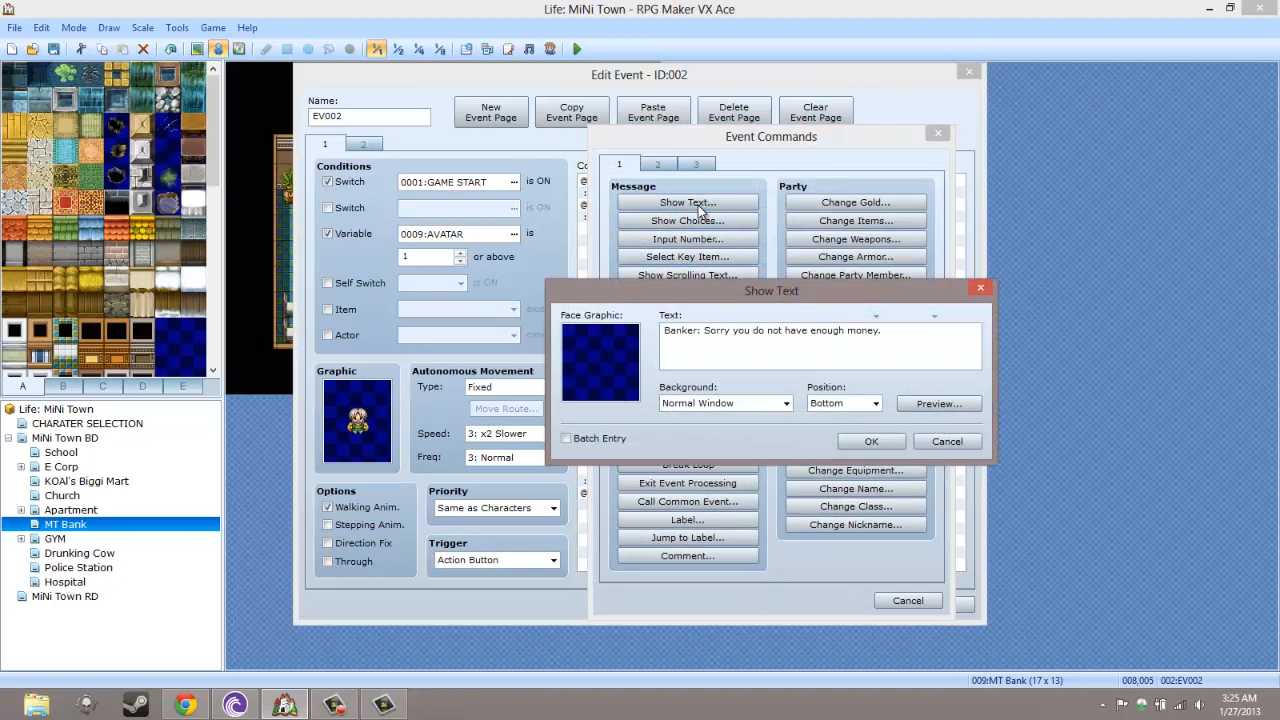 Life: MiNi Town - RPG Maker VX Ace
File Edit Mode Draw Scale Game Help
Edit Event - ID:002
Name:
EV002
New Event Page
Copy Event Page
Paste Event Page
Delete Event Page
Clear Event Page
1 2
Conditions
Switch 0001:GAME START ... is ON
Switch ... is ON
Variable 0009:AVATAR ... is
1 or above
Self Switch is ON
Item
Actor
Graphic
Autonomous Movement
Type: Fixed
Move Route...
Speed: 3: x2 Slower
Freq: 3: Normal
Options
Walking Anim.
Stepping Anim.
Direction Fix
Through
Priority
Same as Characters
Trigger
Action Button
Event Commands
1 2 3
Message
Show Text...
Show Choices...
Input Number...
Select Key Item...
Show Scrolling Text...
Party
Change Gold...
Change Items...
Change Weapons...
Change Armor...
Change Party Member...
Show Text
Face Graphic:
Text:
Banker: Sorry you do not have enough money.
Background:
Normal Window
Position:
Bottom
Preview...
Batch Entry
OK
Cancel
Break Loop
Exit Event Processing
Call Common Event...
Label...
Jump to Label...
Comment...
Change Equipment...
Change Name...
Change Class...
Change Nickname...
Cancel
A B C D E
Life: MiNi Town
CHARATER SELECTION
MiNi Town BD
School
E Corp
KOAl's Biggi Mart
Church
Apartment
MT Bank
GYM
Drunking Cow
Police Station
Hospital
MiNi Town RD
009:MT Bank (17 x 13)
008,005
002:EV002
3:25 AM
1/27/2013